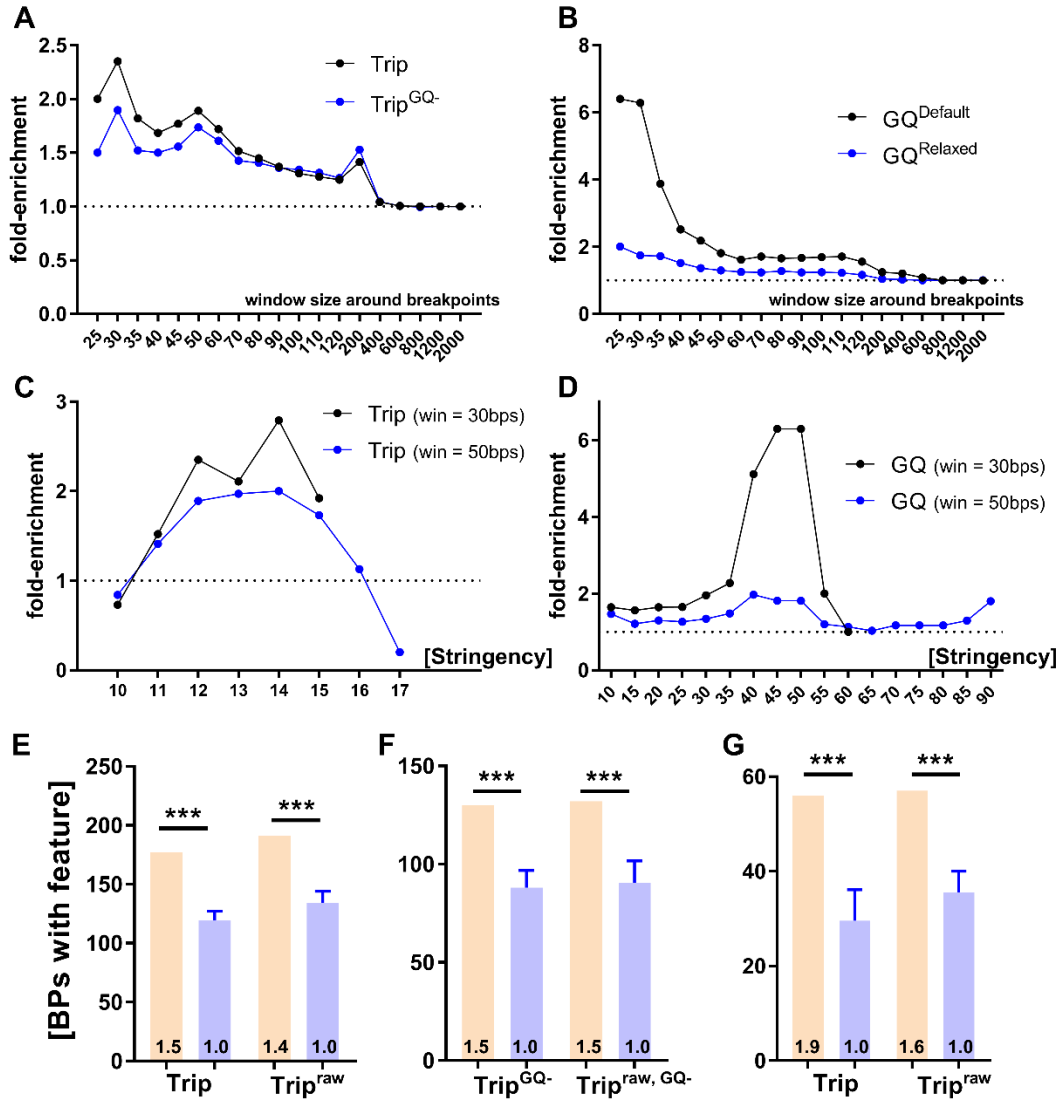 A
fold-enrichment
2.5
2.0
1.5
1.0
0.5
0.0
Trip
Trip^GQ-
window size around breakpoints
25 30 35 40 45 50 60 70 80 90 100 110 120 200 400 600 800 1200 2000
B
fold-enrichment
8
6
4
2
0
GQ^Default
GQ^Relaxed
window size around breakpoints
25 30 35 40 45 50 60 70 80 90 100 110 120 200 400 600 800 1200 2000
C
fold-enrichment
3
2
1
0
Trip (win = 30bps)
Trip (win = 50bps)
[Stringency]
10 11 12 13 14 15 16 17
D
fold-enrichment
6
4
2
0
GQ (win = 30bps)
GQ (win = 50bps)
[Stringency]
10 15 20 25 30 35 40 45 50 55 60 65 70 75 80 85 90
E
[BPs with feature]
250
200
150
100
50
0
*** ***
1.5 1.0 1.4 1.0
Trip Trip^raw
F
150
100
50
0
*** ***
1.5 1.0 1.5 1.0
Trip^GQ- Trip^raw, GQ-
G
60
40
20
0
*** ***
1.9 1.0 1.6 1.0
Trip Trip^raw